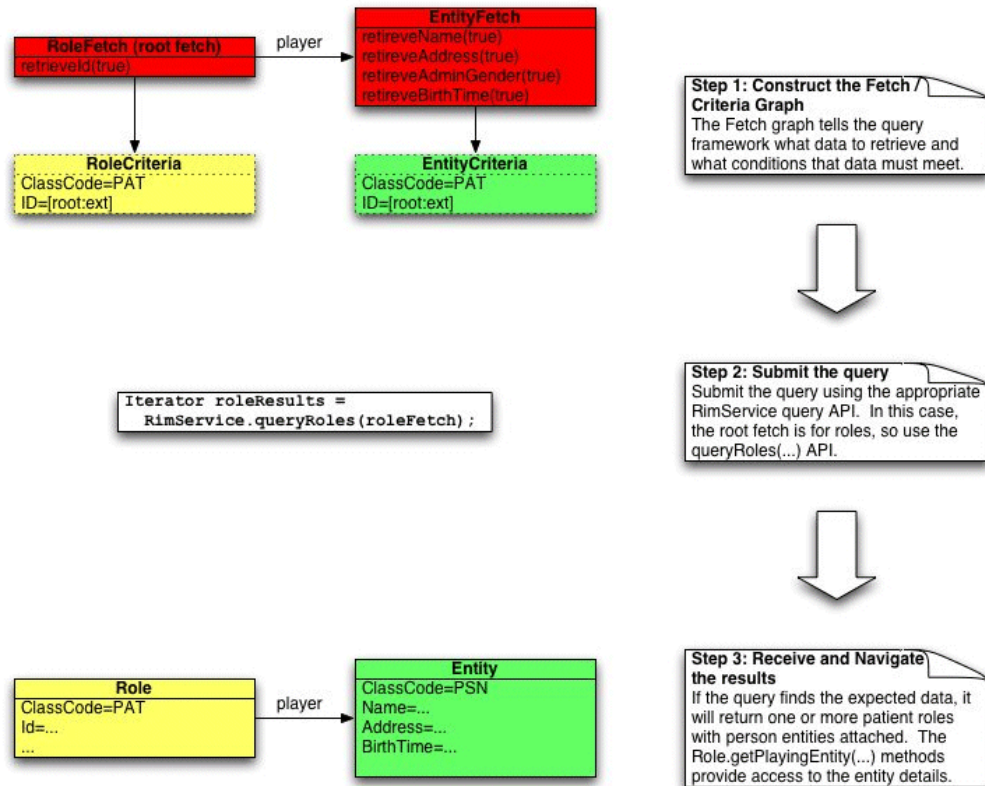 RoleFetch (root fetch)
retrieveId(true)
player
EntityFetch
retireveName(true)
retireveAddress(true)
retireveAdminGender(true)
retireveBirthTime(true)
RoleCriteria
ClassCode=PAT
ID=[root:ext]
EntityCriteria
ClassCode=PAT
ID=[root:ext]
Step 1: Construct the Fetch /
Criteria Graph
The Fetch graph tells the query
framework what data to retrieve and
what conditions that data must meet.
Iterator roleResults =
RimService.queryRoles(roleFetch);
Step 2: Submit the query
Submit the query using the appropriate
RimService query API. In this case,
the root fetch is for roles, so use the
queryRoles(...) API.
Role
ClassCode=PAT
Id=...
...
player
Entity
ClassCode=PSN
Name=...
Address=...
BirthTime=...
Step 3: Receive and Navigate
the results
If the query finds the expected data, it
will return one or more patient roles
with person entities attached. The
Role.getPlayingEntity(...) methods
provide access to the entity details.